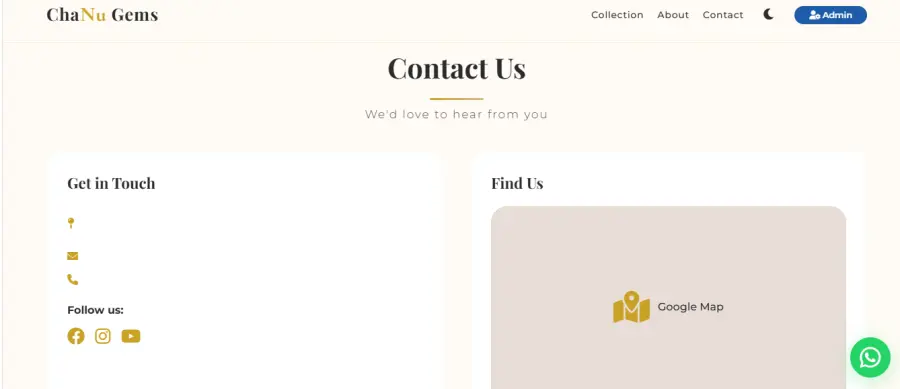 ChaNu Gems
Collection About Contact
Admin
Contact Us
We'd love to hear from you
Get in Touch
Follow us:
Find Us
Google Map